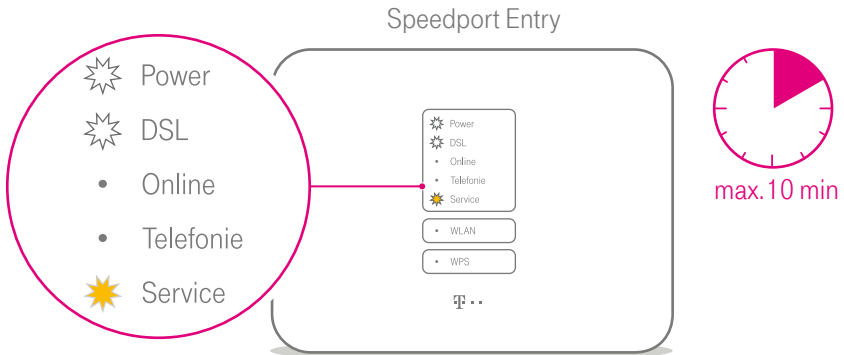 Speedport Entry
Power
DSL
Online
Telefonie
Service
Power
DSL
Online
Telefonie
Service
WLAN
WPS
T··
max. 10 min